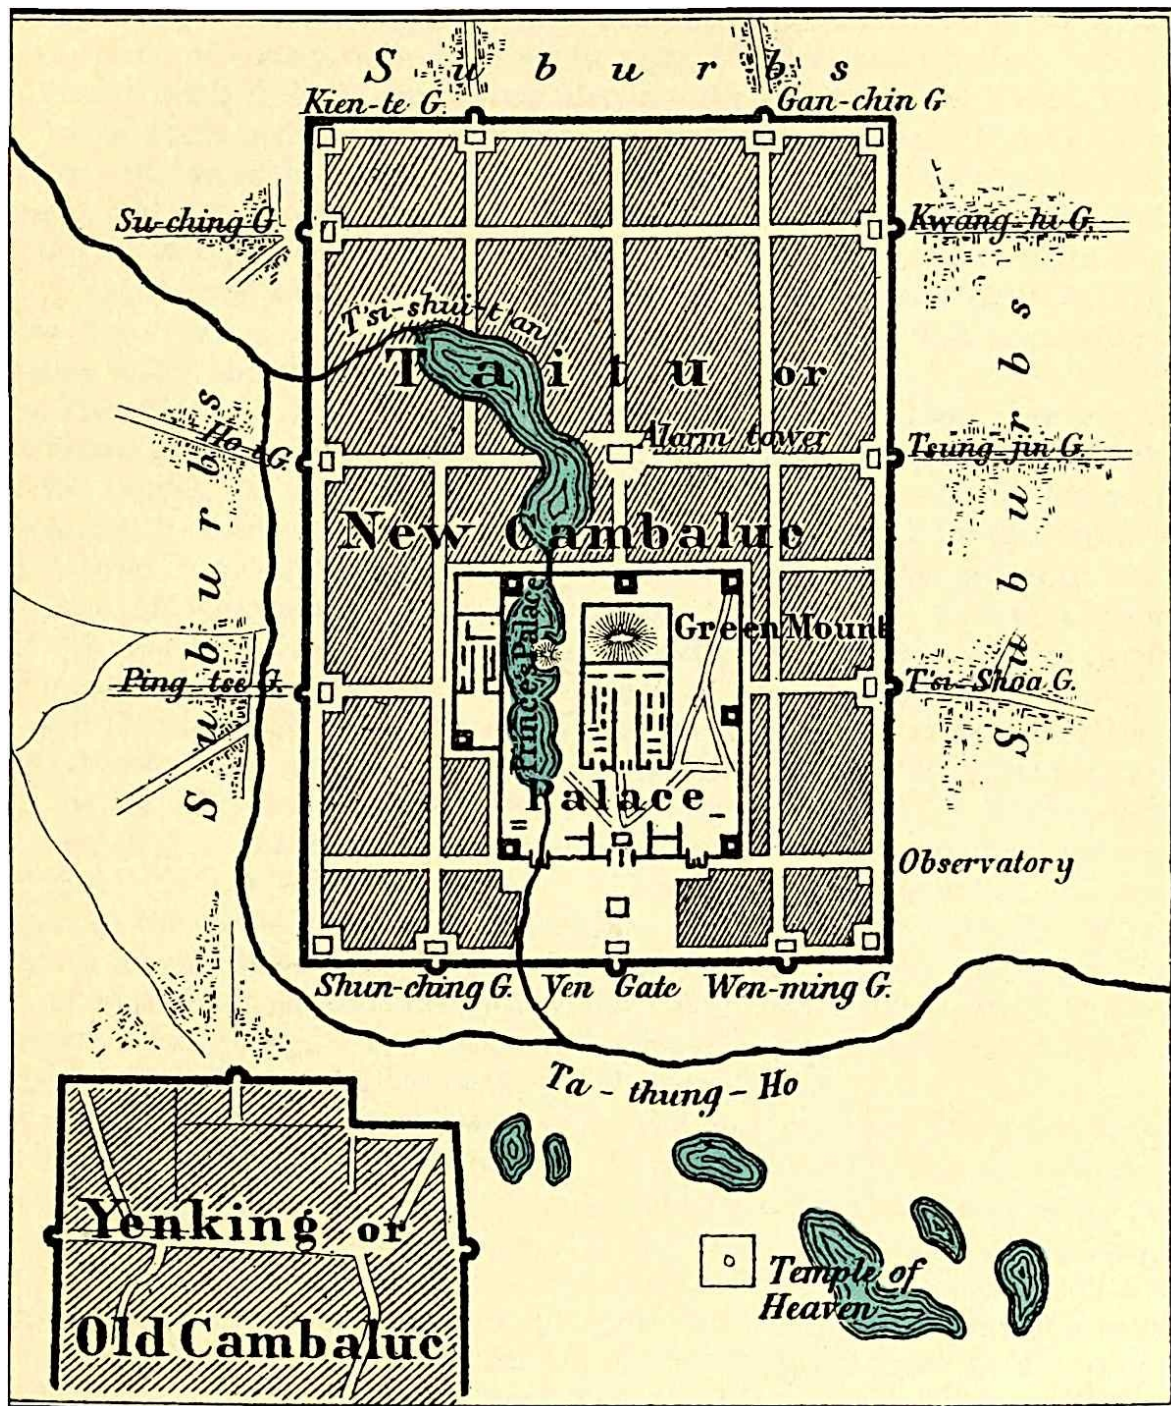 Suburbs
Kien-te G.
Gan-chin G
Su-ching G.
Kwang-hi G.
T'si-shui-t'an
Taitu or
Suburbs
Suburbs
Ho-i G.
Alarm tower
Tsung-jin G.
New Cambaluc
Green Mount
Prince's Palace
Ping-tse G.
T'si-Shoa G.
Palace
Observatory
Shun-ching G.
Yen Gate
Wen-ming G.
Ta-thung-Ho
Yenking or
Old Cambaluc
Temple of
Heaven